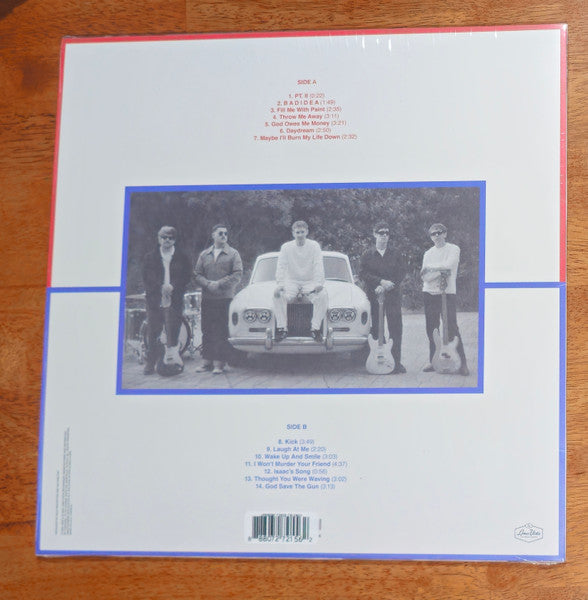 SIDE A
1. PT. II (0:22)
2. B A D I D E A (1:49)
3. Fill Me With Paint (2:35)
4. Throw Me Away (3:11)
5. God Owes Me Money (3:21)
6. Daydream (2:50)
7. Maybe I'll Burn My Life Down (2:32)
SIDE B
8. Kick (3:49)
9. Laugh At Me (2:20)
10. Wake Up And Smile (3:03)
11. I Won't Murder Your Friend (4:37)
12. Isaac's Song (0:56)
13. Thought You Were Waving (3:02)
14. God Save The Gun (3:13)